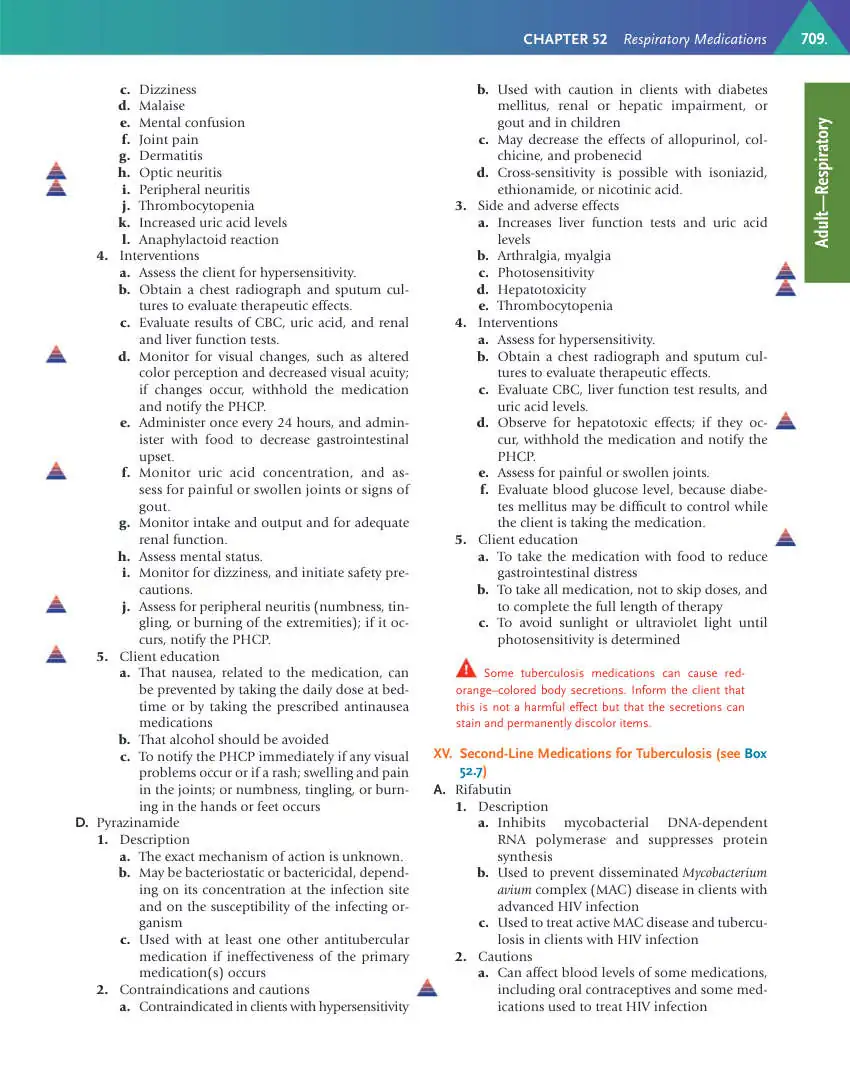 CHAPTER 52 Respiratory Medications 709.
c. Dizziness
d. Malaise
e. Mental confusion
f. Joint pain
g. Dermatitis
h. Optic neuritis
i. Peripheral neuritis
j. Thrombocytopenia
k. Increased uric acid levels
l. Anaphylactoid reaction
4. Interventions
a. Assess the client for hypersensitivity.
b. Obtain a chest radiograph and sputum cul-
tures to evaluate therapeutic effects.
c. Evaluate results of CBC, uric acid, and renal
and liver function tests.
d. Monitor for visual changes, such as altered
color perception and decreased visual acuity;
if changes occur, withhold the medication
and notify the PHCP.
e. Administer once every 24 hours, and admin-
ister with food to decrease gastrointestinal
upset.
f. Monitor uric acid concentration, and as-
sess for painful or swollen joints or signs of
gout.
g. Monitor intake and output and for adequate
renal function.
h. Assess mental status.
i. Monitor for dizziness, and initiate safety pre-
cautions.
j. Assess for peripheral neuritis (numbness, tin-
gling, or burning of the extremities); if it oc-
curs, notify the PHCP.
5. Client education
a. That nausea, related to the medication, can
be prevented by taking the daily dose at bed-
time or by taking the prescribed antinausea
medications
b. That alcohol should be avoided
c. To notify the PHCP immediately if any visual
problems occur or if a rash; swelling and pain
in the joints; or numbness, tingling, or burn-
ing in the hands or feet occurs
D. Pyrazinamide
1. Description
a. The exact mechanism of action is unknown.
b. May be bacteriostatic or bactericidal, depend-
ing on its concentration at the infection site
and on the susceptibility of the infecting or-
ganism
c. Used with at least one other antitubercular
medication if ineffectiveness of the primary
medication(s) occurs
2. Contraindications and cautions
a. Contraindicated in clients with hypersensitivity
b. Used with caution in clients with diabetes
mellitus, renal or hepatic impairment, or
gout and in children
c. May decrease the effects of allopurinol, col-
chicine, and probenecid
d. Cross-sensitivity is possible with isoniazid,
ethionamide, or nicotinic acid.
3. Side and adverse effects
a. Increases liver function tests and uric acid
levels
b. Arthralgia, myalgia
c. Photosensitivity
d. Hepatotoxicity
e. Thrombocytopenia
4. Interventions
a. Assess for hypersensitivity.
b. Obtain a chest radiograph and sputum cul-
tures to evaluate therapeutic effects.
c. Evaluate CBC, liver function test results, and
uric acid levels.
d. Observe for hepatotoxic effects; if they oc-
cur, withhold the medication and notify the
PHCP.
e. Assess for painful or swollen joints.
f. Evaluate blood glucose level, because diabe-
tes mellitus may be difficult to control while
the client is taking the medication.
5. Client education
a. To take the medication with food to reduce
gastrointestinal distress
b. To take all medication, not to skip doses, and
to complete the full length of therapy
c. To avoid sunlight or ultraviolet light until
photosensitivity is determined
Some tuberculosis medications can cause red-
orange–colored body secretions. Inform the client that
this is not a harmful effect but that the secretions can
stain and permanently discolor items.
XV. Second-Line Medications for Tuberculosis (see Box
52.7)
A. Rifabutin
1. Description
a. Inhibits mycobacterial DNA-dependent
RNA polymerase and suppresses protein
synthesis
b. Used to prevent disseminated Mycobacterium
avium complex (MAC) disease in clients with
advanced HIV infection
c. Used to treat active MAC disease and tubercu-
losis in clients with HIV infection
2. Cautions
a. Can affect blood levels of some medications,
including oral contraceptives and some med-
ications used to treat HIV infection
Adult—Respiratory